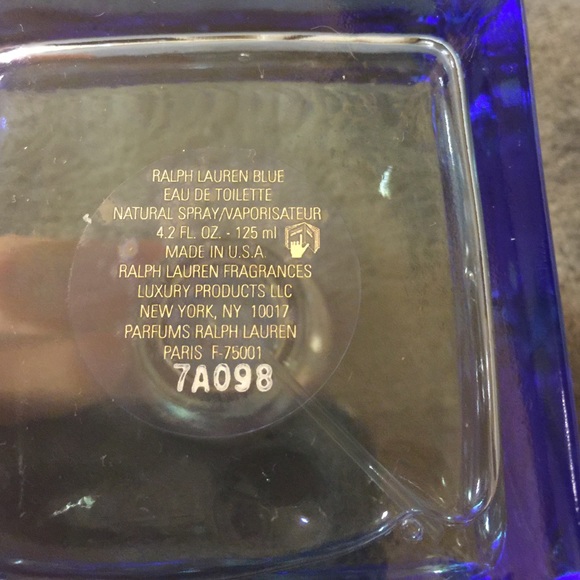 RALPH LAUREN BLUE
EAU DE TOILETTE
NATURAL SPRAY/VAPORISATEUR
4.2 FL. OZ. - 125 ml
MADE IN U.S.A.
RALPH LAUREN FRAGRANCES
LUXURY PRODUCTS LLC
NEW YORK, NY 10017
PARFUMS RALPH LAUREN
PARIS F-75001
7A098